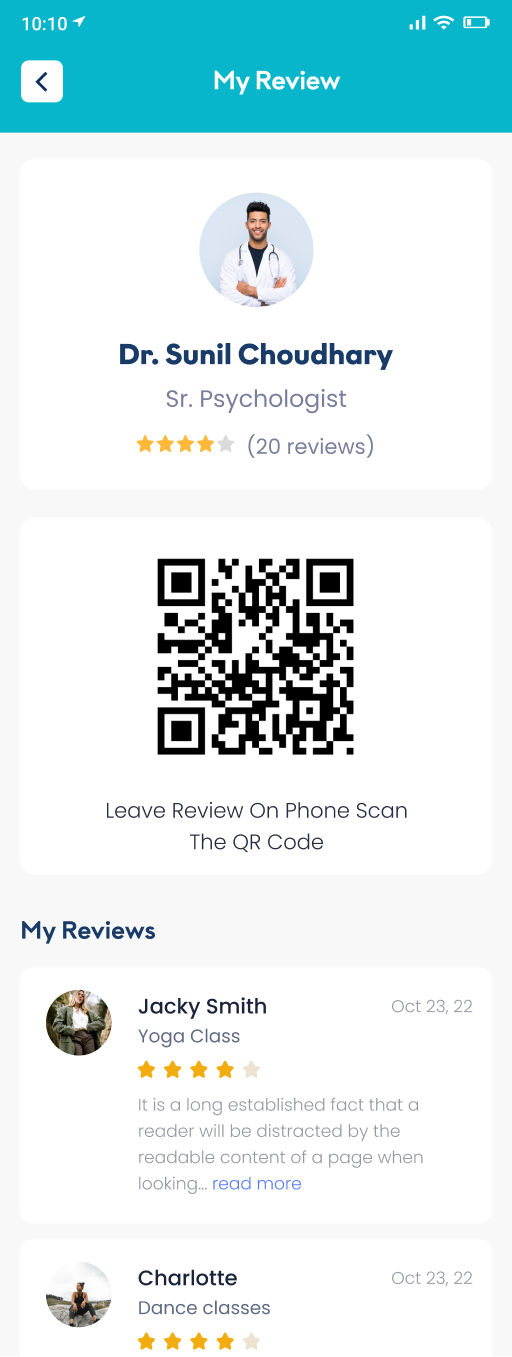 10:10
My Review
Dr. Sunil Choudhary
Sr. Psychologist
(20 reviews)
Leave Review On Phone Scan
The QR Code
My Reviews
Jacky Smith
Oct 23, 22
Yoga Class
It is a long established fact that a
reader will be distracted by the
readable content of a page when
looking... read more
Charlotte
Oct 23, 22
Dance classes